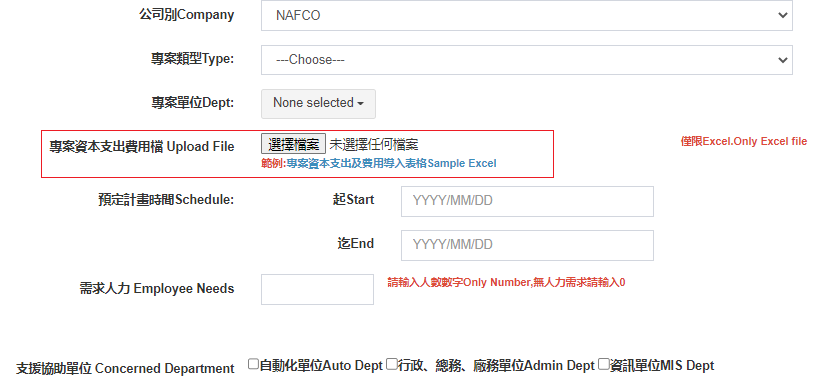 公司別Company NAFCO
專案類型Type: ---Choose---
專案單位Dept: None selected
專案資本支出費用檔 Upload File 選擇檔案 未選擇任何檔案 僅限Excel.Only Excel file
範例:專案資本支出及費用導入表格Sample Excel
預定計畫時間Schedule: 起Start YYYY/MM/DD
迄End YYYY/MM/DD
需求人力 Employee Needs 請輸入人數數字Only Number,無人力需求請輸入0
支援協助單位 Concerned Department 自動化單位Auto Dept 行政、總務、廠務單位Admin Dept 資訊單位MIS Dept